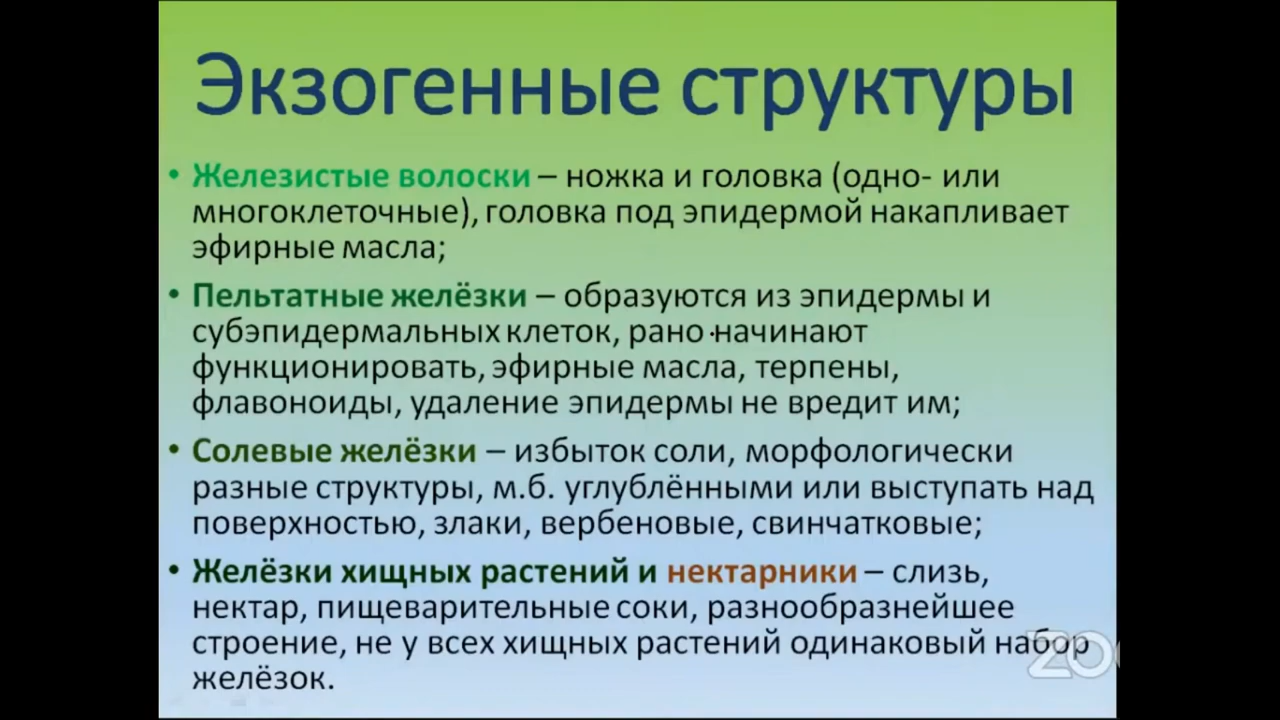 Экзогенные структуры
• Железистые волоски – ножка и головка (одно- или
многоклеточные), головка под эпидермой накапливает
эфирные масла;
• Пельтатные желёзки – образуются из эпидермы и
субэпидермальных клеток, рано начинают
функционировать, эфирные масла, терпены,
флавоноиды, удаление эпидермы не вредит им;
• Солевые желёзки – избыток соли, морфологически
разные структуры, м.б. углублёнными или выступать над
поверхностью, злаки, вербеновые, свинчатковые;
• Желёзки хищных растений и нектарники – слизь,
нектар, пищеварительные соки, разнообразнейшее
строение, не у всех хищных растений одинаковый набор
желёзок.